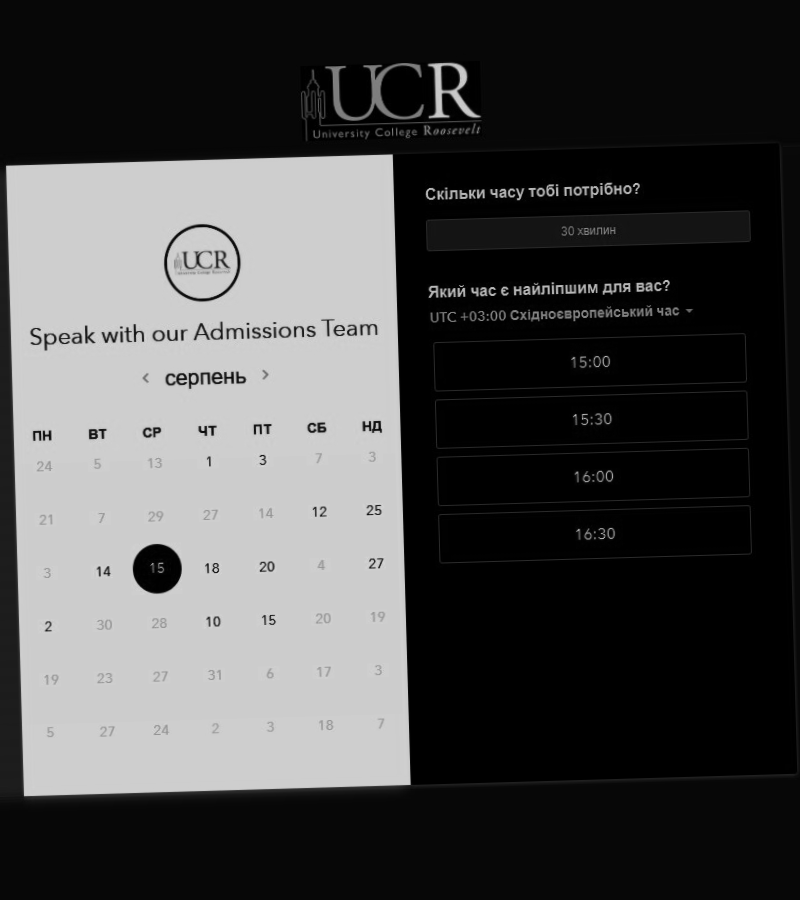 UCR
University College Roosevelt
UCR
Speak with our Admissions Team
серпень
ПН ВТ СР ЧТ ПТ СБ НД
24 5 13 1 3 7 3
21 7 29 27 14 12 25
3 14 15 18 20 4 27
2 30 28 10 15 20 19
19 23 27 31 6 17 3
5 27 24 2 3 18 7
Скільки часу тобі потрібно?
30 хвилин
Який час є найліпшим для вас?
UTC +03:00 Східноєвропейський час
15:00
15:30
16:00
16:30